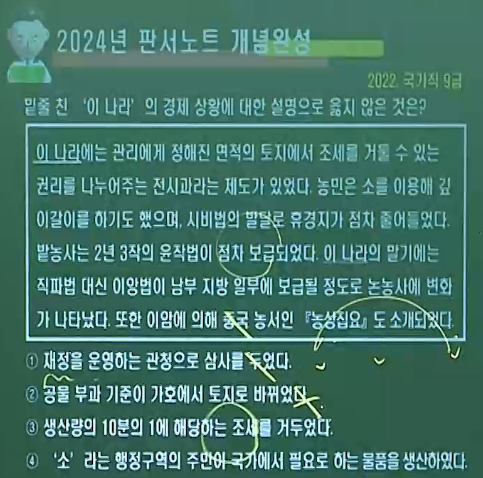 2024년 판서노트 개념완성
2022. 국가직 9급
밑줄 친 '이 나라'의 경제 상황에 대한 설명으로 옳지 않은 것은?
이 나라에는 관리에게 정해진 면적의 토지에서 조세를 거둘 수 있는
권리를 나누어주는 전시과라는 제도가 있었다. 농민은 소를 이용해 깊
이갈이를 하기도 했으며, 시비법의 발달로 휴경지가 점차 줄어들었다.
밭농사는 2년 3작의 윤작법이 점차 보급되었다. 이 나라의 말기에는
직파법 대신 이앙법이 남부 지방 일부에 보급될 정도로 논농사에 변화
가 나타났다. 또한 이암에 의해 중국 농서인 『농상집요』도 소개되었다.
① 재정을 운영하는 관청으로 삼사를 두었다.
② 공물 부과 기준이 가호에서 토지로 바뀌었다.
③ 생산량의 10분의 1에 해당하는 조세를 거두었다.
④ '소'라는 행정구역의 주민이 국가에서 필요로 하는 물품을 생산하였다.